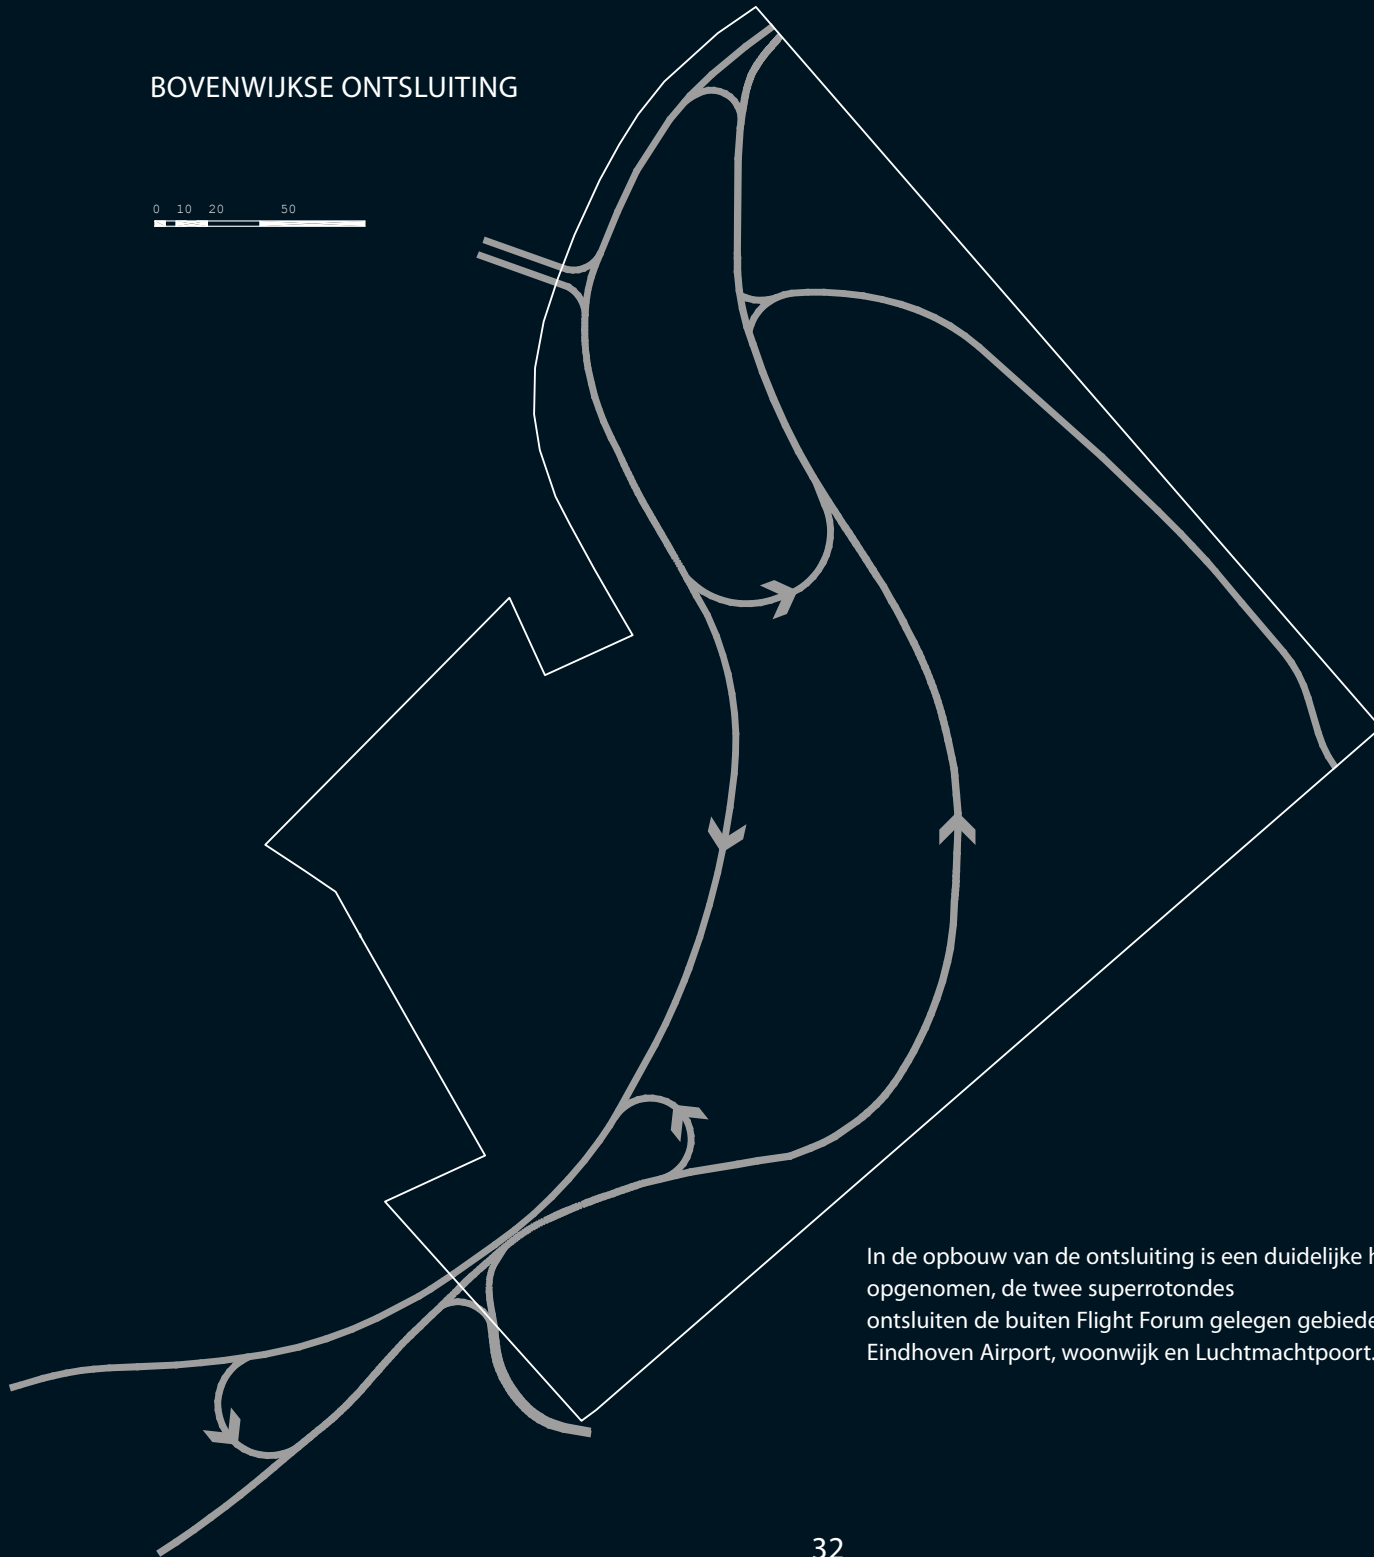 BOVENWIJKSE ONTSLUITING
0 10 20 50
In de opbouw van de ontsluiting is een duidelijke
opgenomen, de twee superrotondes
ontsluiten de buiten Flight Forum gelegen
Eindhoven Airport, woonwijk en Luchtmachtpoort.
32